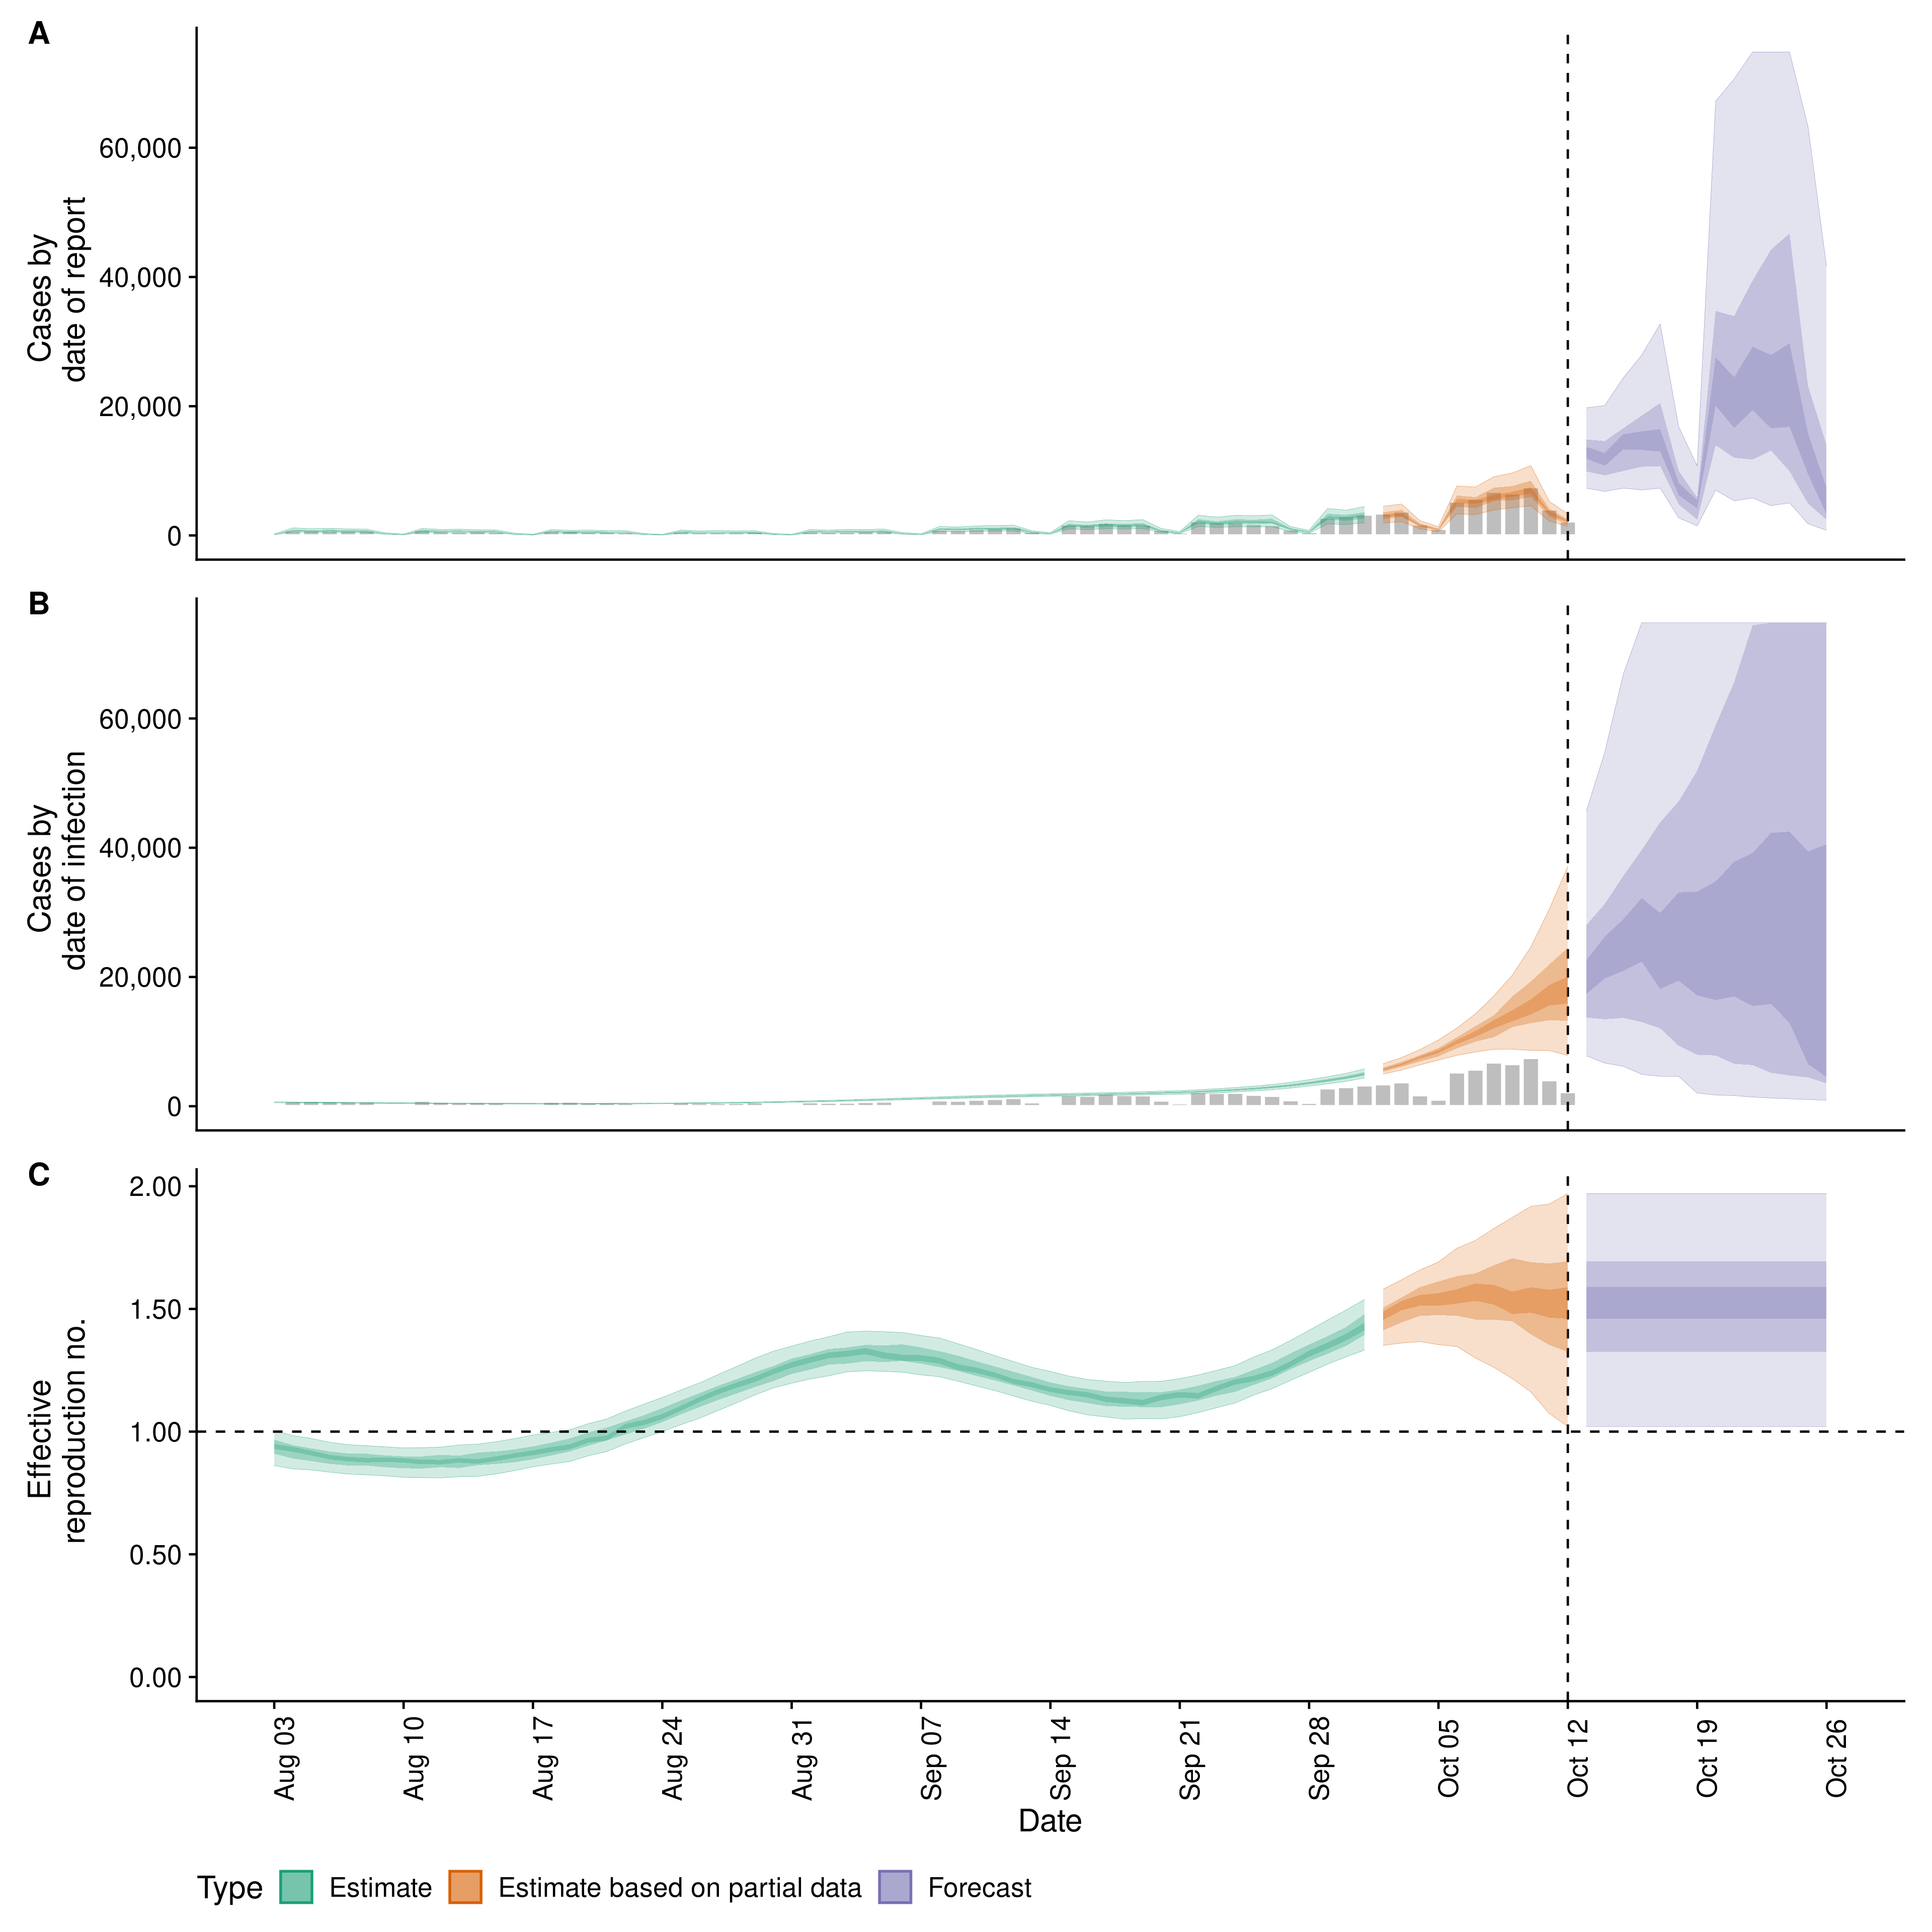 A
Cases by
date of report
60,000
40,000
20,000
0
B
Cases by
date of infection
60,000
40,000
20,000
0
C
Effective
reproduction no.
2.00
1.50
1.00
0.50
0.00
Aug 03
Aug 10
Aug 17
Aug 24
Aug 31
Sep 07
Sep 14
Sep 21
Sep 28
Oct 05
Oct 12
Oct 19
Oct 26
Date
Type Estimate Estimate based on partial data Forecast